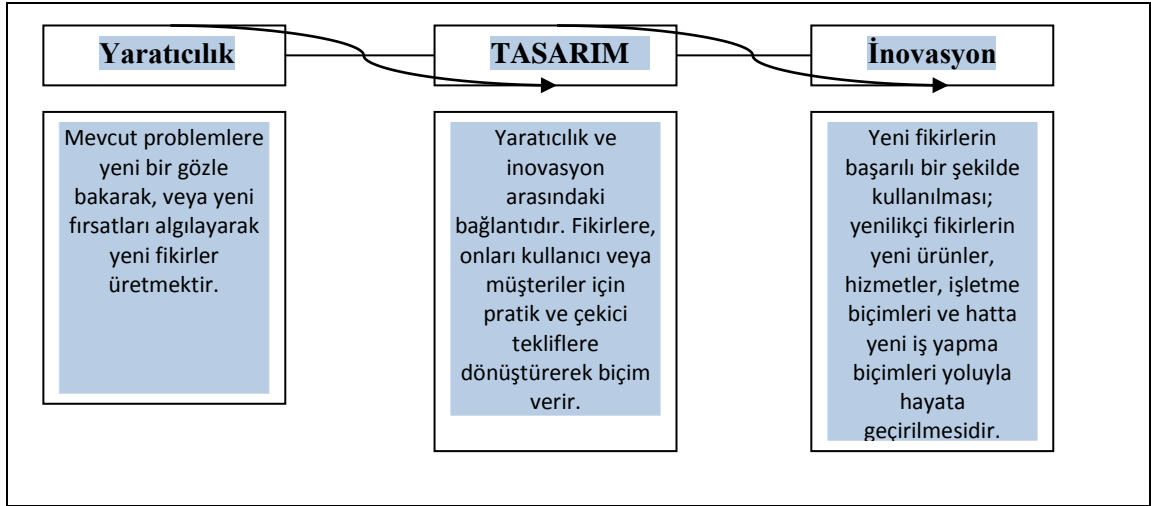 Yaratıcılık
TASARIM
İnovasyon
Mevcut problemlere
yeni bir gözle
bakarak, veya yeni
fırsatları algılayarak
yeni fikirler
üretmektir.
Yaratıcılık ve
inovasyon
arasındaki
bağlantıdır. Fikirlere,
onları kullanıcı veya
müşteriler için
pratik ve çekici
tekliflere
dönüştürerek biçim
verir.
Yeni fikirlerin
başarılı bir şekilde
kullanılması;
yenilikçi fikirlerin
yeni ürünler,
hizmetler, işletme
biçimleri ve hatta
yeni iş yapma
biçimleri yoluyla
hayata
geçirilmesidir.